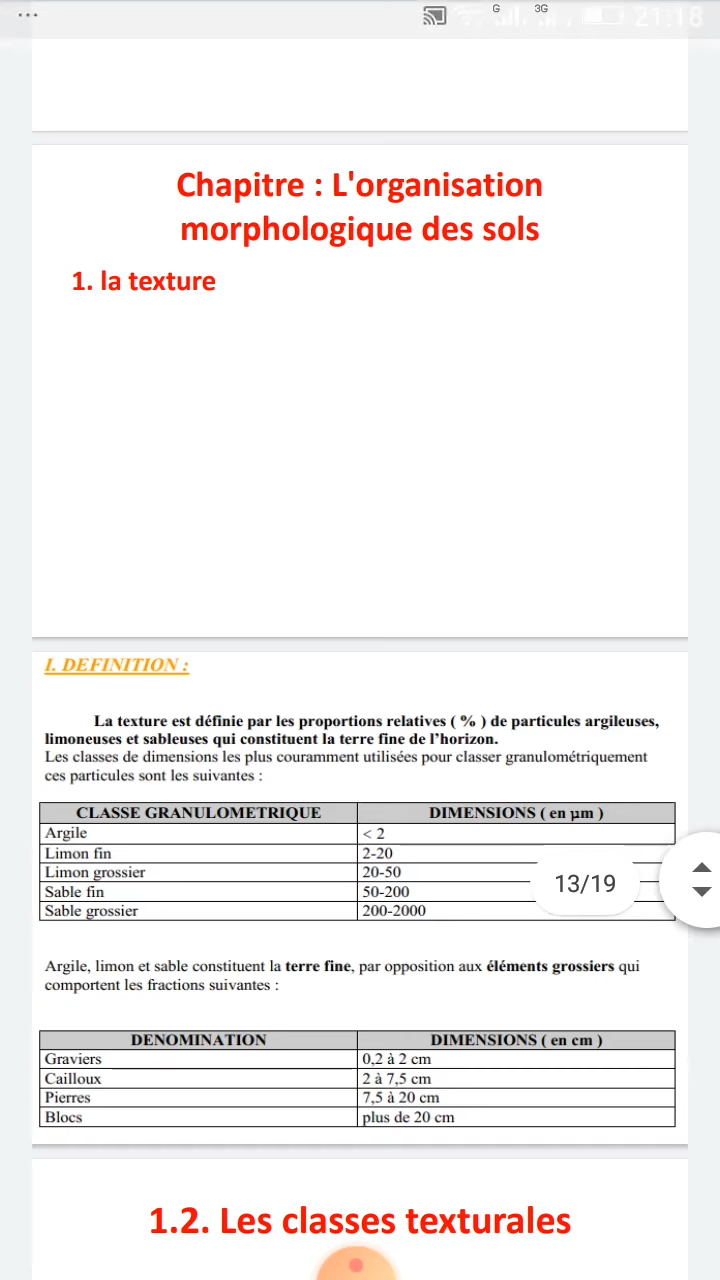 ...
G 3G 21:18
Chapitre : L'organisation
morphologique des sols
1. la texture
I. DEFINITION :
La texture est définie par les proportions relatives ( % ) de particules argileuses,
limoneuses et sableuses qui constituent la terre fine de l'horizon.
Les classes de dimensions les plus couramment utilisées pour classer granulométriquement
ces particules sont les suivantes :
CLASSE GRANULOMETRIQUE DIMENSIONS ( en µm )
Argile < 2
Limon fin 2-20
Limon grossier 20-50
Sable fin 50-200
Sable grossier 200-2000
13/19
Argile, limon et sable constituent la terre fine, par opposition aux éléments grossiers qui
comportent les fractions suivantes :
DENOMINATION DIMENSIONS ( en cm )
Graviers 0,2 à 2 cm
Cailloux 2 à 7,5 cm
Pierres 7,5 à 20 cm
Blocs plus de 20 cm
1.2. Les classes texturales